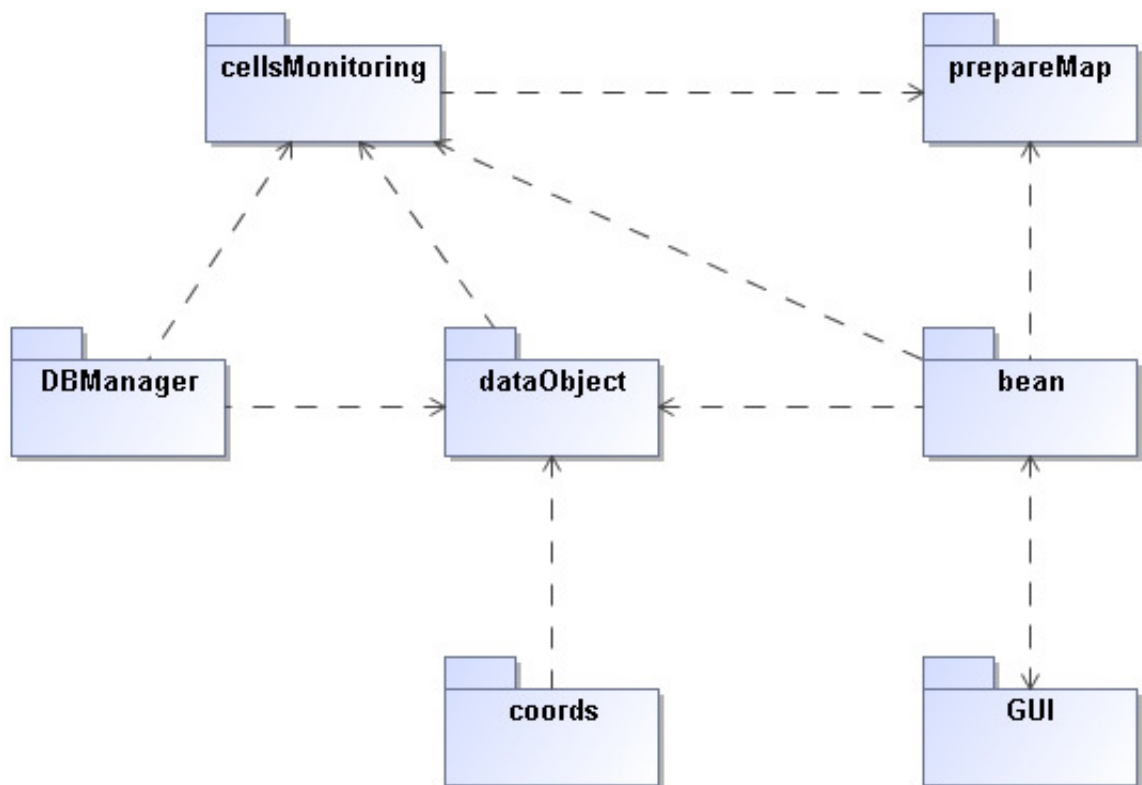 cellsMonitoring
prepareMap
DBManager
dataObject
bean
coords
GUI